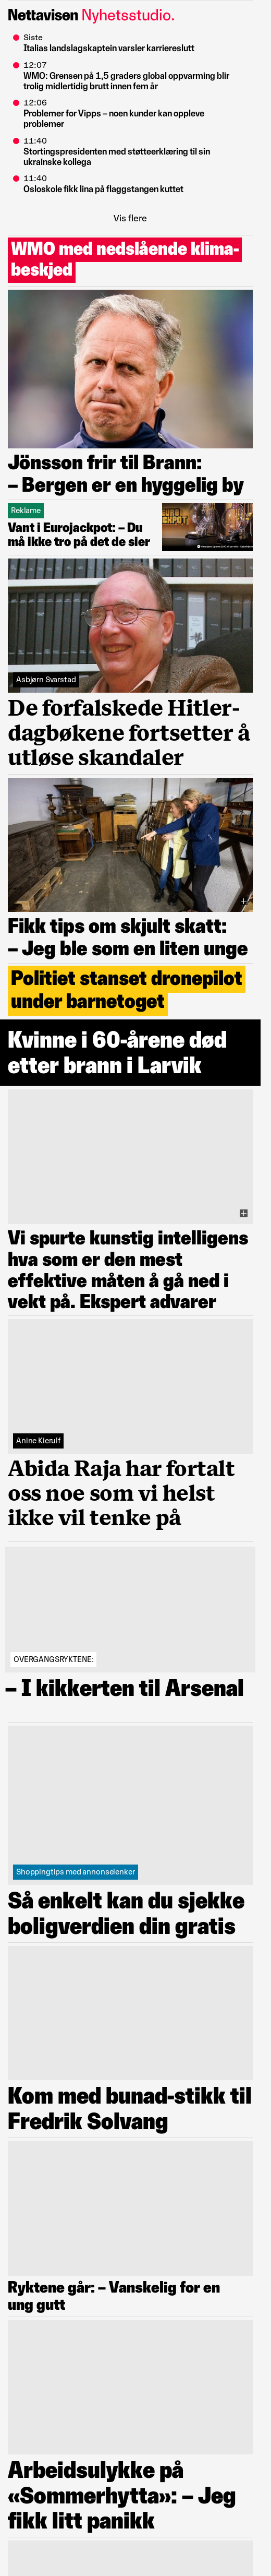 Nettavisen Nyhetsstudio.
Siste
Italias landslagskaptein varsler karriereslutt
12:07
WMO: Grensen på 1,5 graders global oppvarming blir
trolig midlertidig brutt innen fem år
12:06
Problemer for Vipps – noen kunder kan oppleve
problemer
11:40
Stortingspresidenten med støtteerklæring til sin
ukrainske kollega
11:40
Osloskole fikk lina på flaggstangen kuttet
Vis flere
WMO med nedslående klima-
beskjed
Jönsson frir til Brann:
– Bergen er en hyggelig by
Reklame
Vant i Eurojackpot: – Du
må ikke tro på det de sier
Asbjørn Svarstad
De forfalskede Hitler-
dagbøkene fortsetter å
utløse skandaler
Fikk tips om skjult skatt:
– Jeg ble som en liten unge
Politiet stanset dronepilot
under barnetoget
Kvinne i 60-årene død
etter brann i Larvik
Vi spurte kunstig intelligens
hva som er den mest
effektive måten å gå ned i
vekt på. Ekspert advarer
Anine Kierulf
Abida Raja har fortalt
oss noe som vi helst
ikke vil tenke på
OVERGANGSRYKTENE:
– I kikkerten til Arsenal
Shoppingtips med annonselenker
Så enkelt kan du sjekke
boligverdien din gratis
Kom med bunad-stikk til
Fredrik Solvang
Ryktene går: – Vanskelig for en
ung gutt
Arbeidsulykke på
«Sommerhytta»: – Jeg
fikk litt panikk